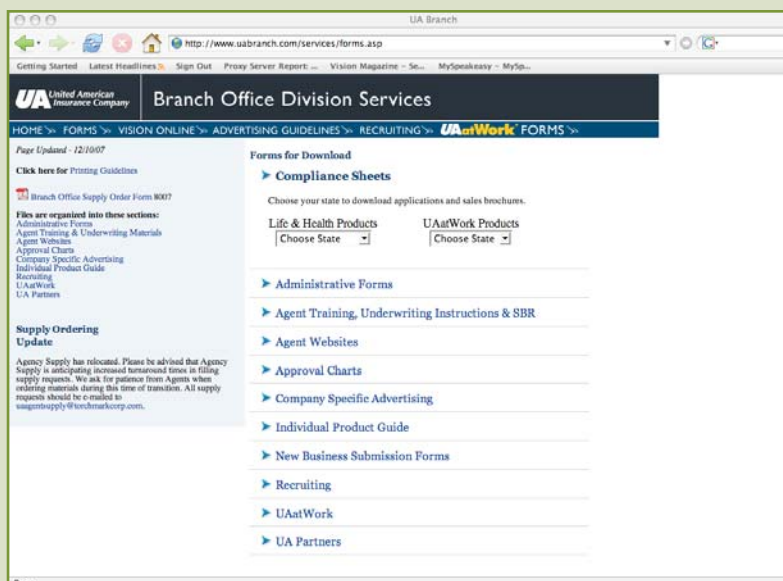 UA Branch
http://www.uabranch.com/services/forms.asp
Getting Started Latest Headlines Sign Out Proxy Server Report: ... Vision Magazine - Se... MySpeakeasy - MySp...
UA United American Insurance Company
Branch Office Division Services
HOME FORMS VISION ONLINE ADVERTISING GUIDELINES RECRUITING UAatWork FORMS
Page Updated - 12/10/07
Click here for Printing Guidelines
Branch Office Supply Order Form 8007
Files are organized into these sections:
Administrative Forms
Agent Training & Underwriting Materials
Agent Websites
Approval Charts
Company Specific Advertising
Individual Product Guide
Recruiting
UAatWork
UA Partners
Supply Ordering
Update
Agency Supply has relocated. Please be advised that Agency
Supply is anticipating increased turnaround times in filling
supply requests. We ask for patience from Agents when
ordering materials during this time of transition. All supply
requests should be e-mailed to
uaagentsupply@torchmarkcorp.com.
Forms for Download
Compliance Sheets
Choose your state to download applications and sales brochures.
Life & Health Products UAatWork Products
Choose State Choose State
Administrative Forms
Agent Training, Underwriting Instructions & SBR
Agent Websites
Approval Charts
Company Specific Advertising
Individual Product Guide
New Business Submission Forms
Recruiting
UAatWork
UA Partners